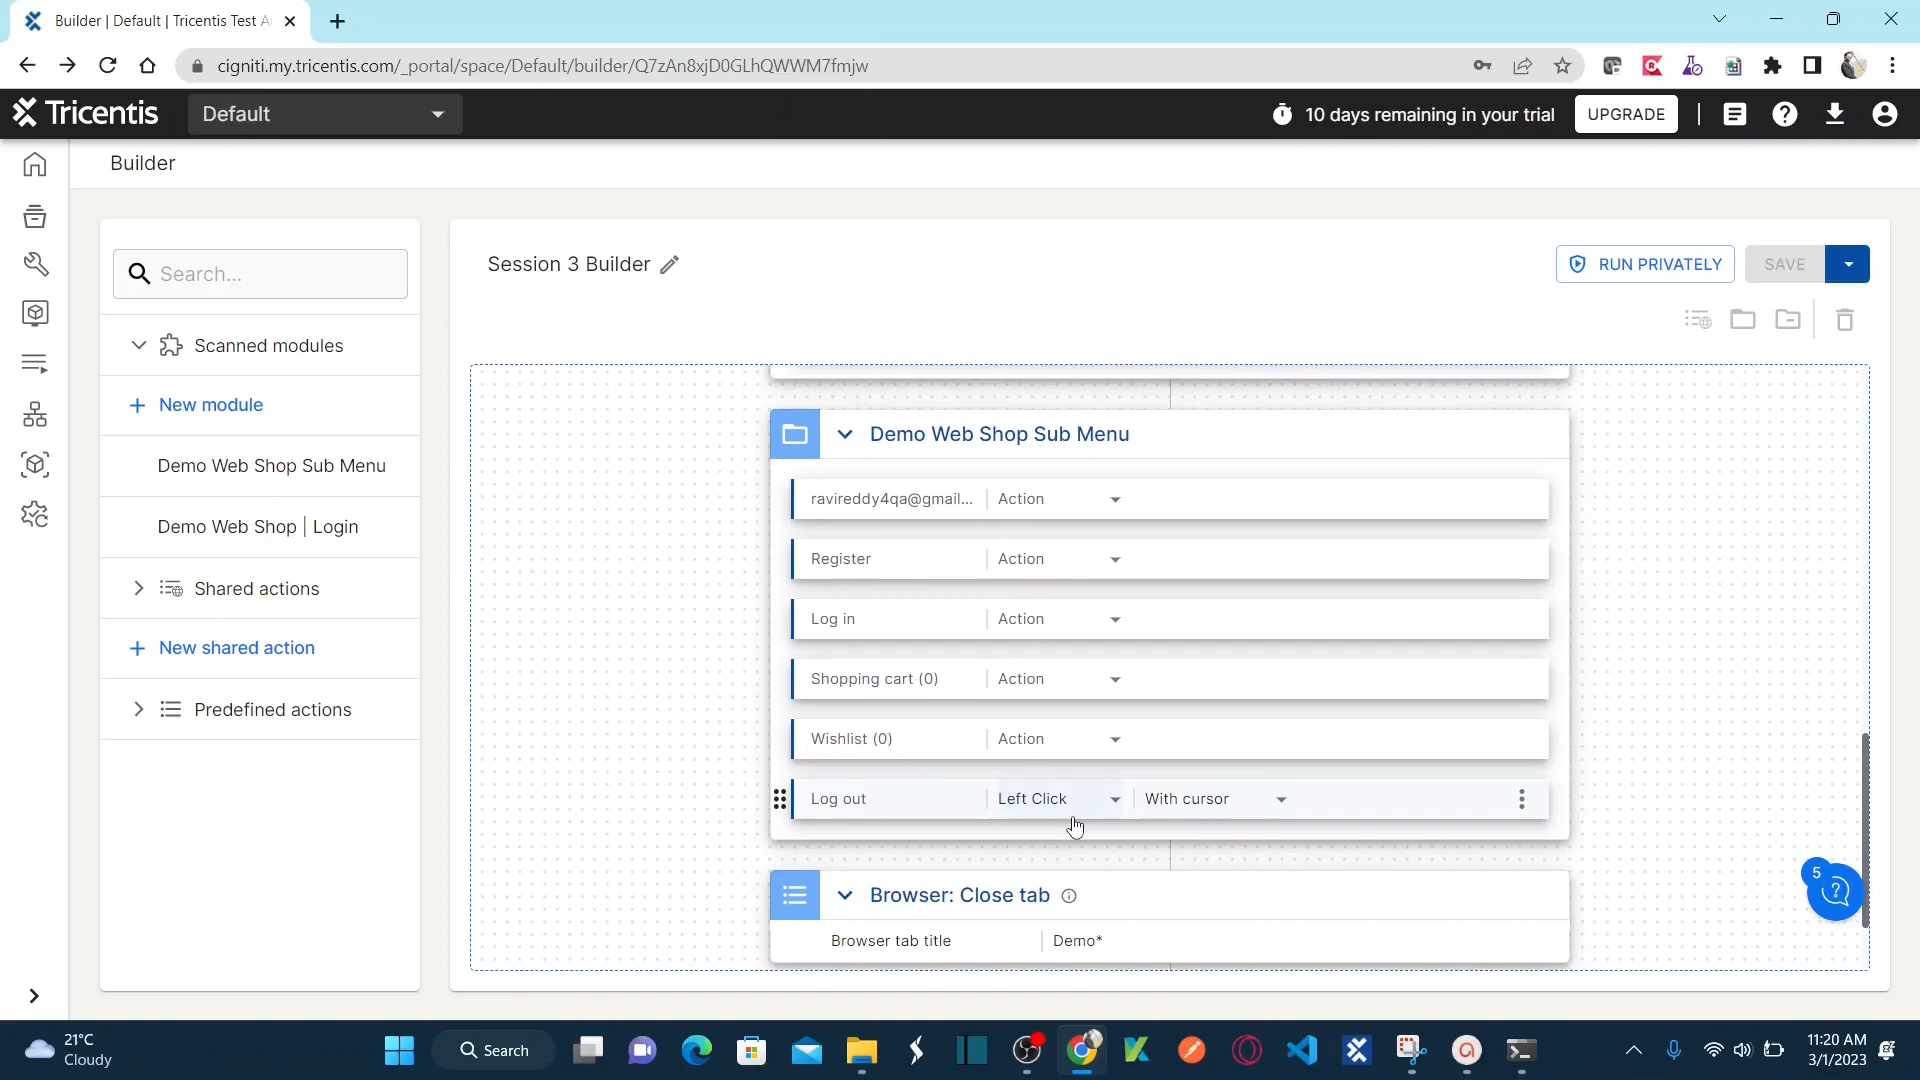 Builder | Default | Tricentis Test A
cigniti.my.tricentis.com/_portal/space/Default/builder/Q7zAn8xjD0GLhQWWM7fmjw
Tricentis
Default
10 days remaining in your trial
UPGRADE
Builder
Search...
Scanned modules
New module
Demo Web Shop Sub Menu
Demo Web Shop | Login
Shared actions
New shared action
Predefined actions
Session 3 Builder
RUN PRIVATELY
SAVE
Demo Web Shop Sub Menu
ravireddy4qa@gmail... Action
Register Action
Log in Action
Shopping cart (0) Action
Wishlist (0) Action
Log out Left Click With cursor
Browser: Close tab
Browser tab title Demo*
5
21°C
Cloudy
Search
11:20 AM
3/1/2023